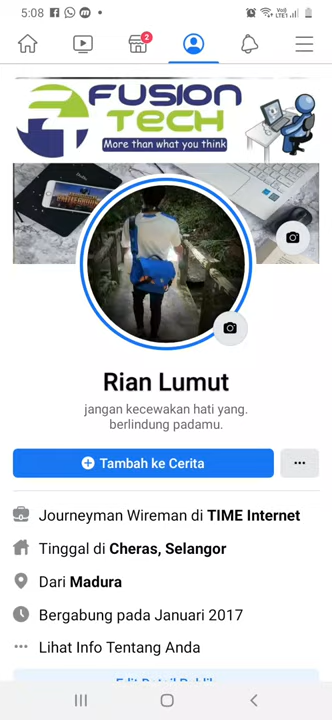 5:08
2
FUSION
TECH
More than what you think
Rian Lumut
jangan kecewakan hati yang.
berlindung padamu.
Tambah ke Cerita
Journeyman Wireman di TIME Internet
Tinggal di Cheras, Selangor
Dari Madura
Bergabung pada Januari 2017
Lihat Info Tentang Anda